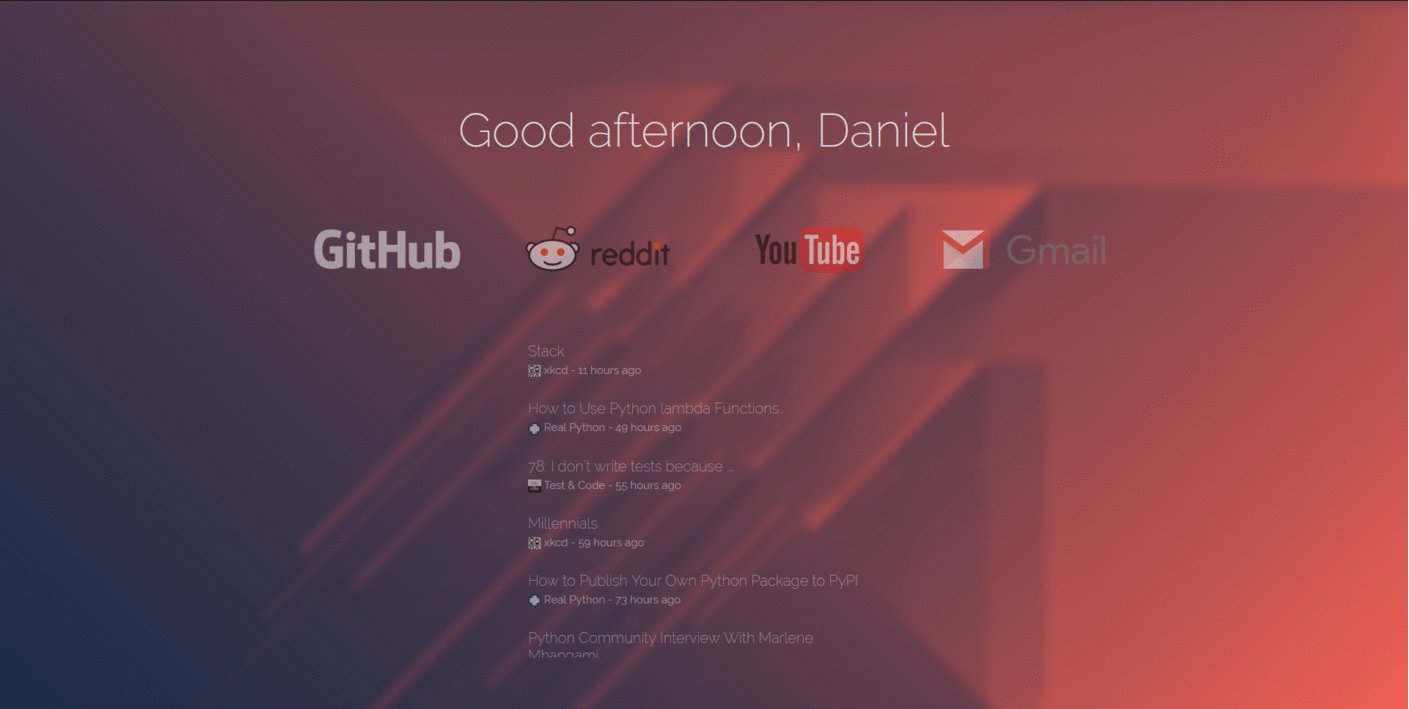 Good afternoon, Daniel
GitHub
reddit
YouTube
Gmail
Stack
xkcd - 11 hours ago
How to Use Python lambda Functions
Real Python - 49 hours ago
78: I don't write tests because ...
Test & Code - 55 hours ago
Millennials
xkcd - 59 hours ago
How to Publish Your Own Python Package to PyPI
Real Python - 73 hours ago
Python Community Interview With Marlene
Mhangami